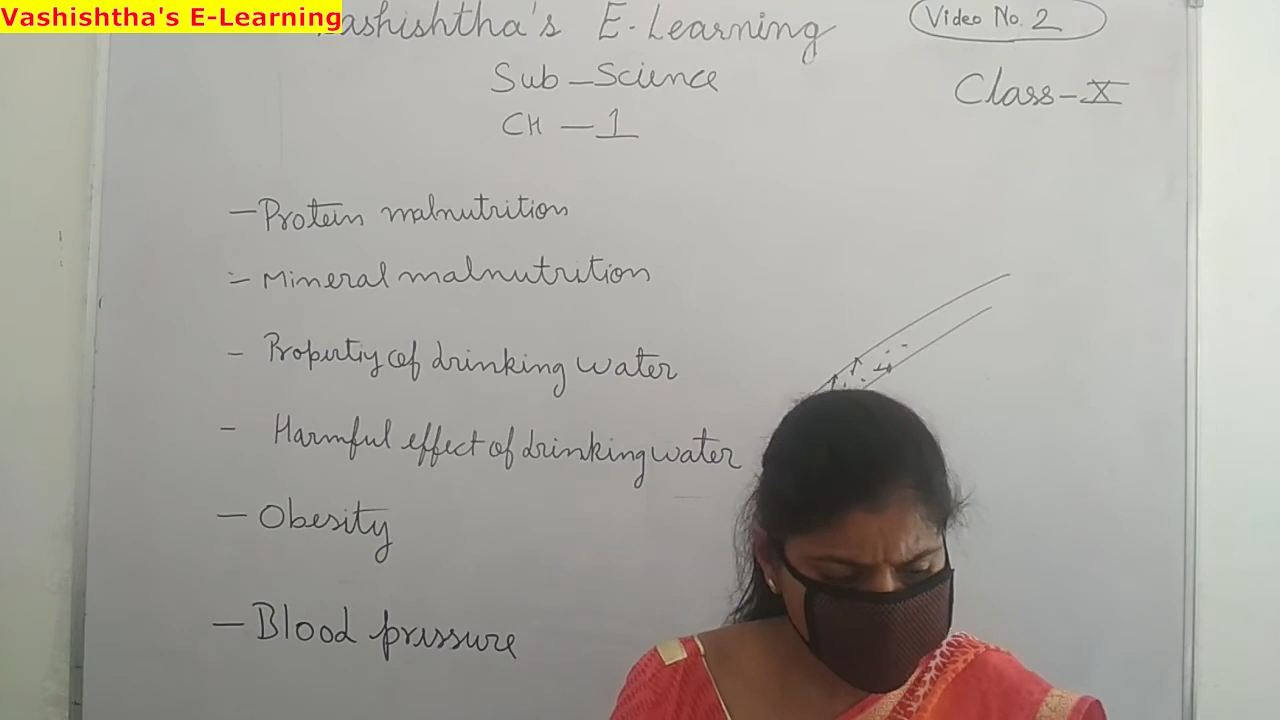 Vashishtha's E-Learning
ashishtha's E-Learning
Video No. 2
Sub-Science
Class-X
CH-1
- Protein malnutrition
- Mineral malnutrition
- Propertiy of drinking water
- Harmful effect of drinking water
- Obesity
- Blood pressure